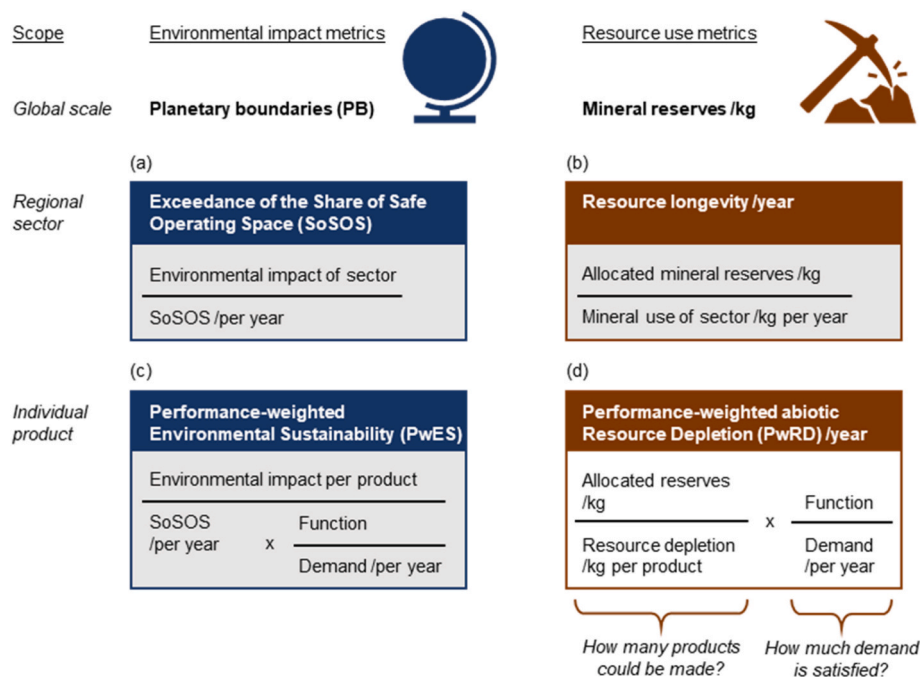 Scope
Environmental impact metrics
Resource use metrics
Global scale
Planetary boundaries (PB)
Mineral reserves /kg
(a)
(b)
Regional
sector
Exceedance of the Share of Safe
Operating Space (SoSOS)
Environmental impact of sector
SoSOS /per year
Resource longevity /year
Allocated mineral reserves /kg
Mineral use of sector /kg per year
(c)
(d)
Individual
product
Performance-weighted
Environmental Sustainability (PwES)
Environmental impact per product
SoSOS
/per year
x
Function
Demand /per year
Performance-weighted abiotic
Resource Depletion (PwRD) /year
Allocated reserves
/kg
Resource depletion
/kg per product
x
Function
Demand
/per year
How many products
could be made?
How much demand
is satisfied?